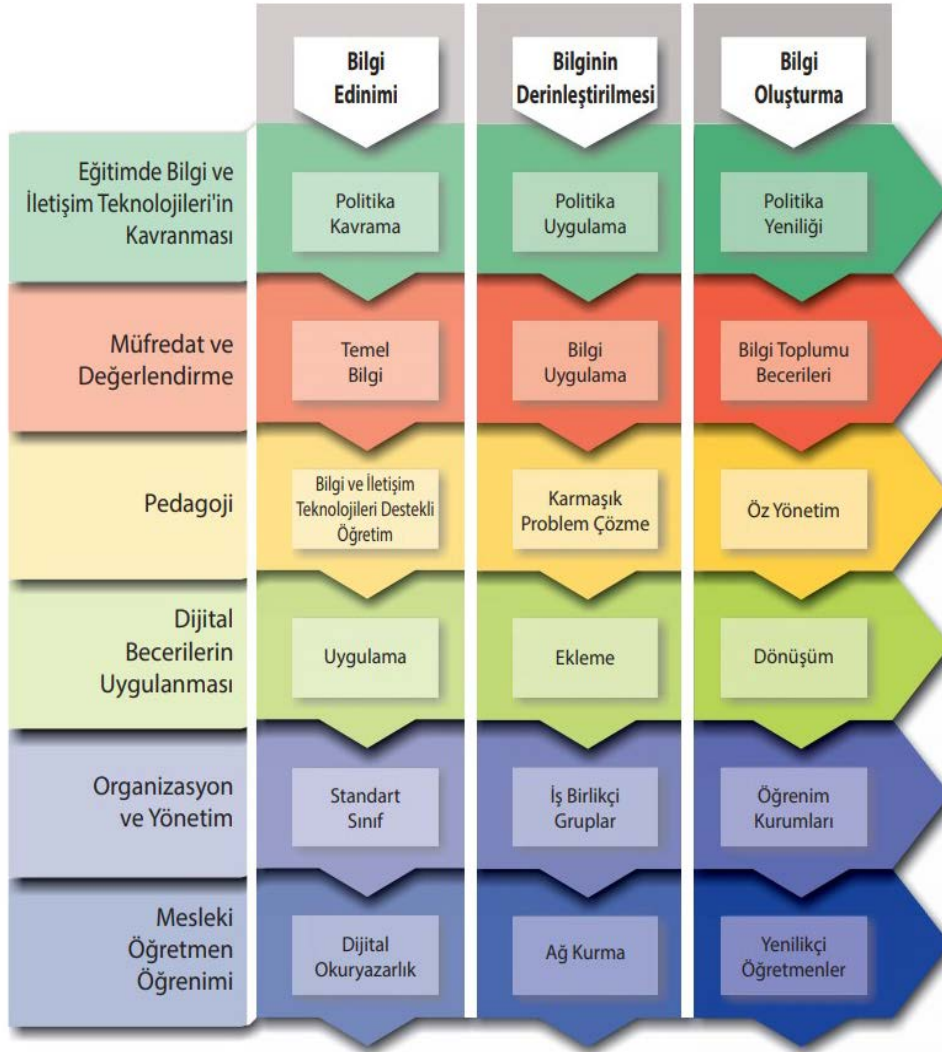 Bilgi
Edinimi
Bilginin
Derinleştirilmesi
Bilgi
Oluşturma
Eğitimde Bilgi ve
İletişim Teknolojileri'in
Kavranması
Politika
Kavrama
Politika
Uygulama
Politika
Yeniliği
Müfredat ve
Değerlendirme
Temel
Bilgi
Bilgi
Uygulama
Bilgi Toplumu
Becerileri
Pedagoji
Bilgi ve İletişim
Teknolojileri Destekli
Öğretim
Karmaşık
Problem Çözme
Öz Yönetim
Dijital
Becerilerin
Uygulanması
Uygulama
Ekleme
Dönüşüm
Organizasyon
ve Yönetim
Standart
Sınıf
İş Birlikçi
Gruplar
Öğrenim
Kurumları
Mesleki
Öğretmen
Öğrenimi
Dijital
Okuryazarlık
Ağ Kurma
Yenilikçi
Öğretmenler